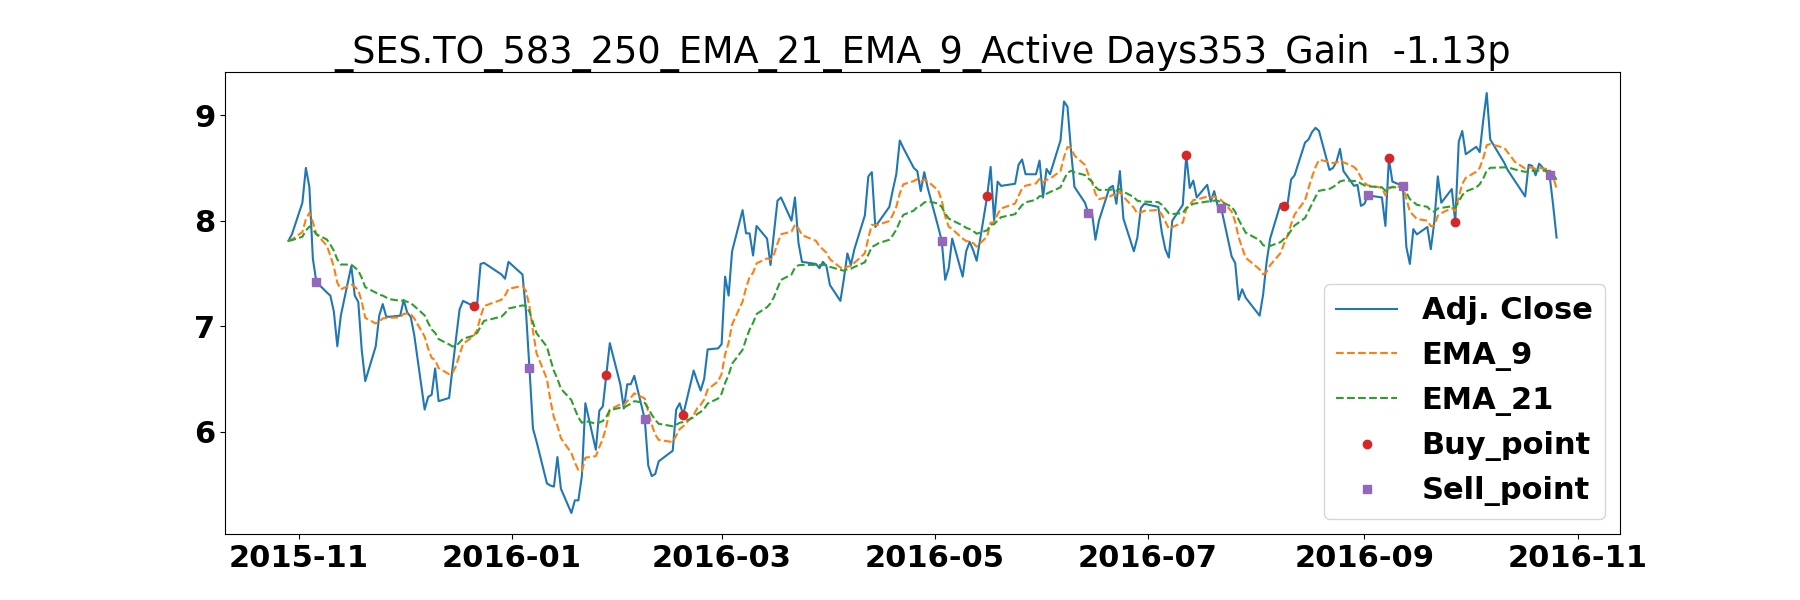 _SES.TO_583_250_EMA_21_EMA_9_Active Days353_Gain  -1.13p
9
8
7
6
Adj. Close
EMA_9
EMA_21
Buy_point
Sell_point
2015-11 2016-01 2016-03 2016-05 2016-07 2016-09 2016-11